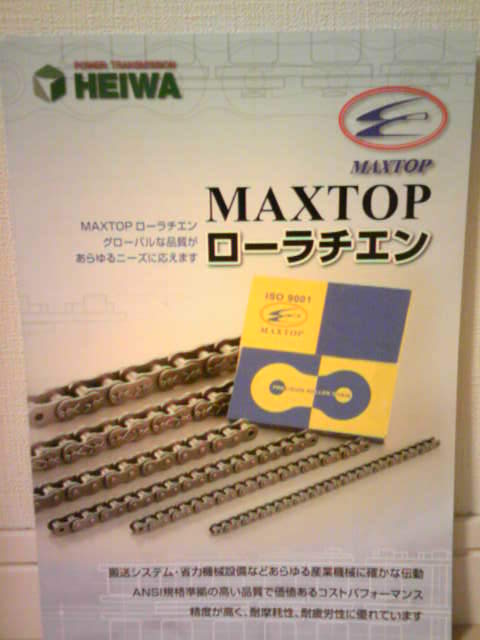 POWER TRANSMISSION
HEIWA
MAXTOP
MAXTOP
ローラチエン
MAXTOP ローラチエン
グローバルな品質が
あらゆるニーズに応えます
ISO 9001
MAXTOP
PRECISION ROLLER CHAIN
搬送システム・省力機械設備などあらゆる産業機械に確かな伝動
ANSI規格準拠の高い品質で価値あるコストパフォーマンス
精度が高く、耐摩耗性、耐疲労性に優れています